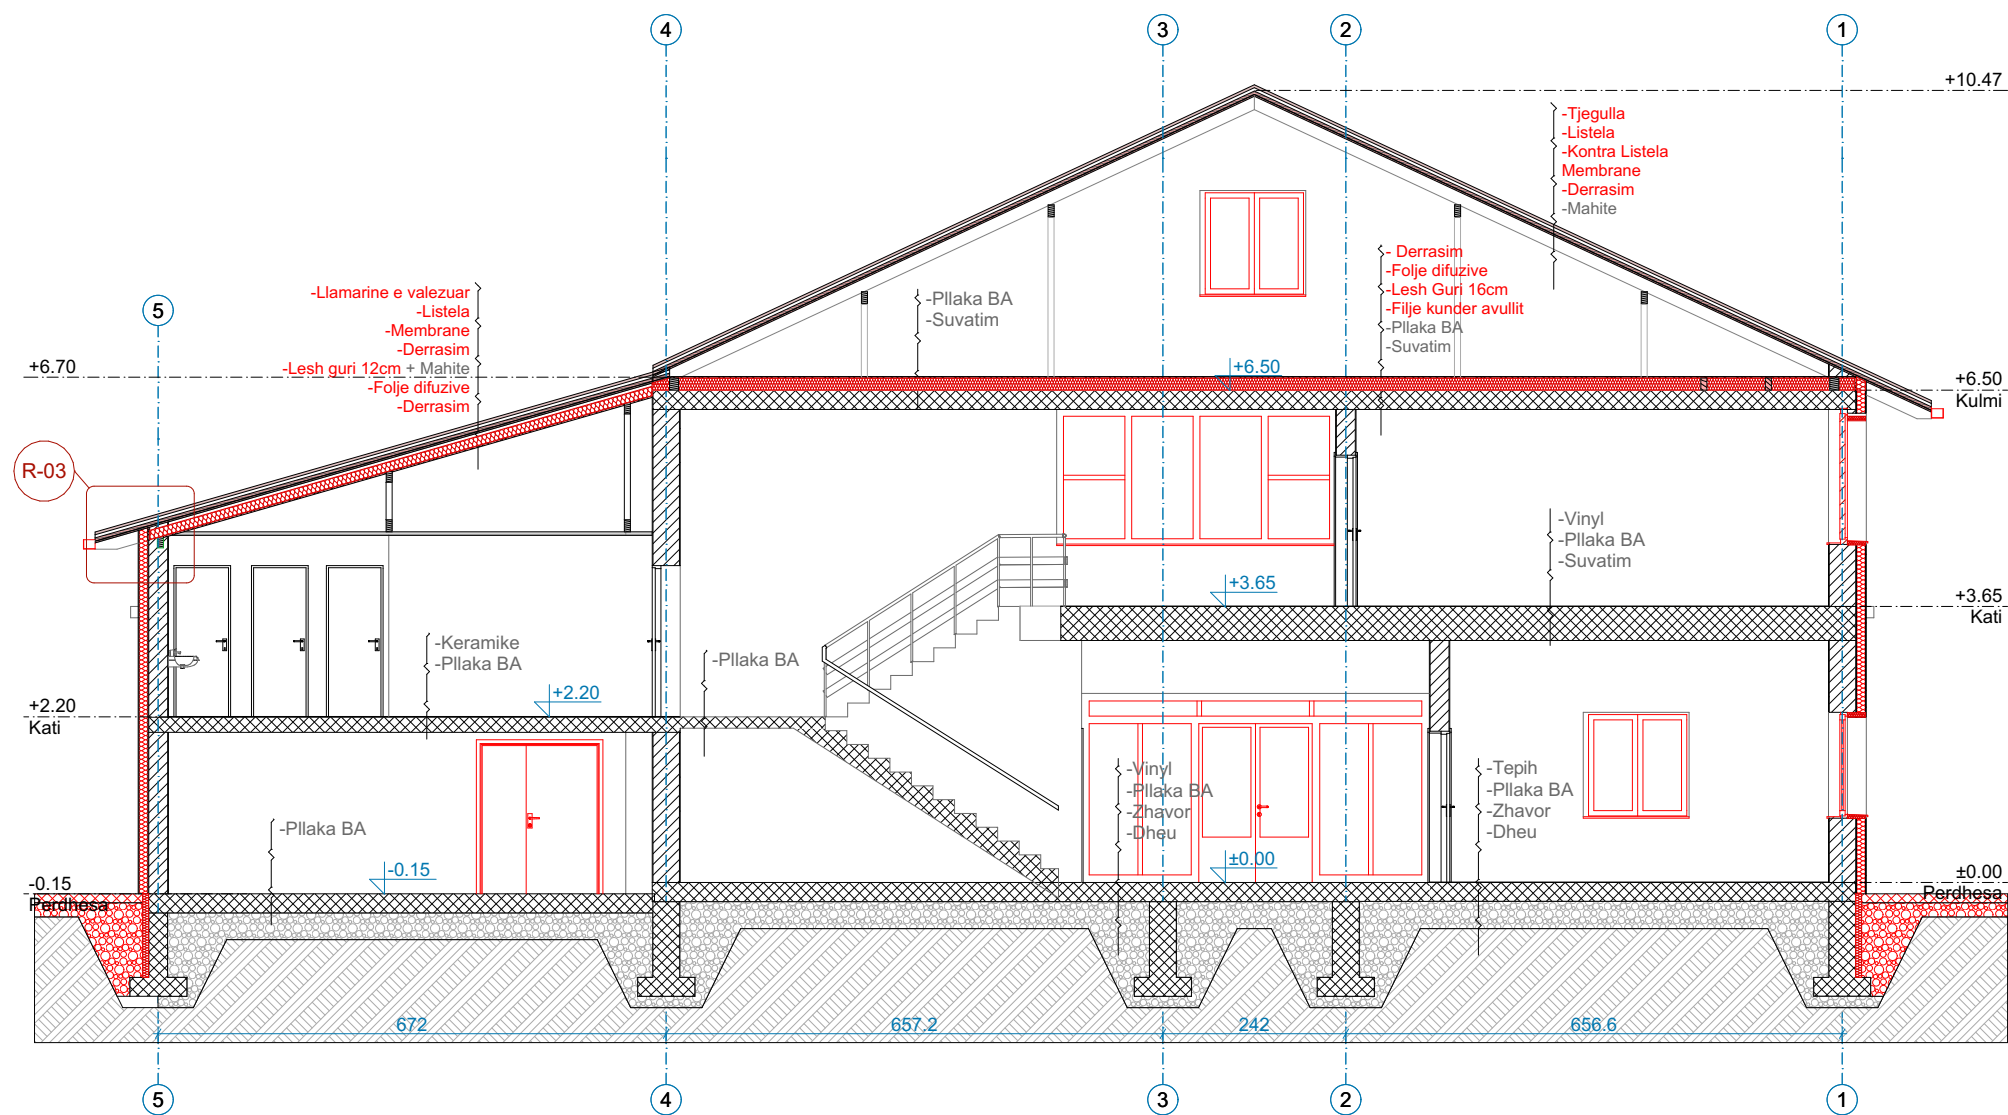 4
3
2
1
+10.47
-Tjegulla
-Listela
-Kontra Listela
Membrane
-Derrasim
-Mahite
- Derrasim
-Folje difuzive
-Lesh Guri 16cm
-Filje kunder avullit
-Pllaka BA
-Suvatim
-Pllaka BA
-Suvatim
-Llamarine e valezuar
-Listela
-Membrane
-Derrasim
-Lesh guri 12cm + Mahite
-Folje difuzive
-Derrasim
5
+6.70
+6.50
+6.50
Kulmi
R-03
-Vinyl
-Pllaka BA
-Suvatim
+3.65
+3.65
Kati
-Keramike
-Pllaka BA
-Pllaka BA
+2.20
+2.20
Kati
-Vinyl
-Pllaka BA
-Zhavor
-Dheu
-Tepih
-Pllaka BA
-Zhavor
-Dheu
-Pllaka BA
-0.15
±0.00
-0.15
Perdhesa
±0.00
Perdhesa
672
657.2
242
656.6
5
4
3
2
1